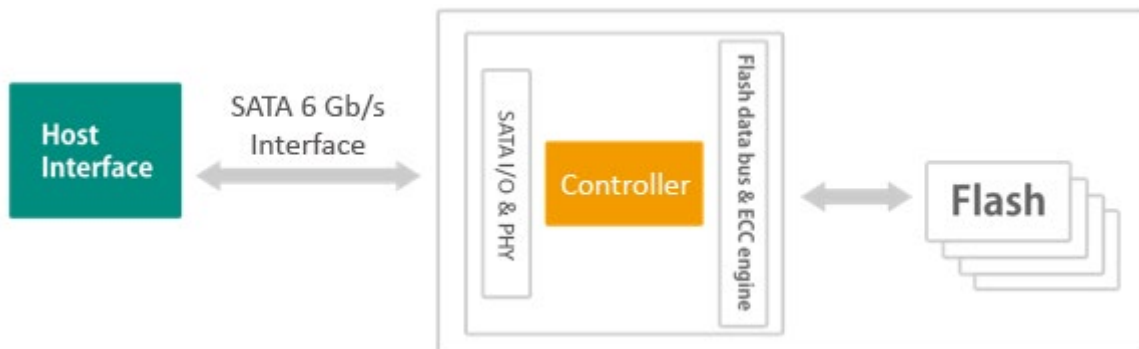 Host
Interface
SATA 6 Gb/s
Interface
SATA I/O & PHY
Controller
Flash data bus & ECC engine
Flash